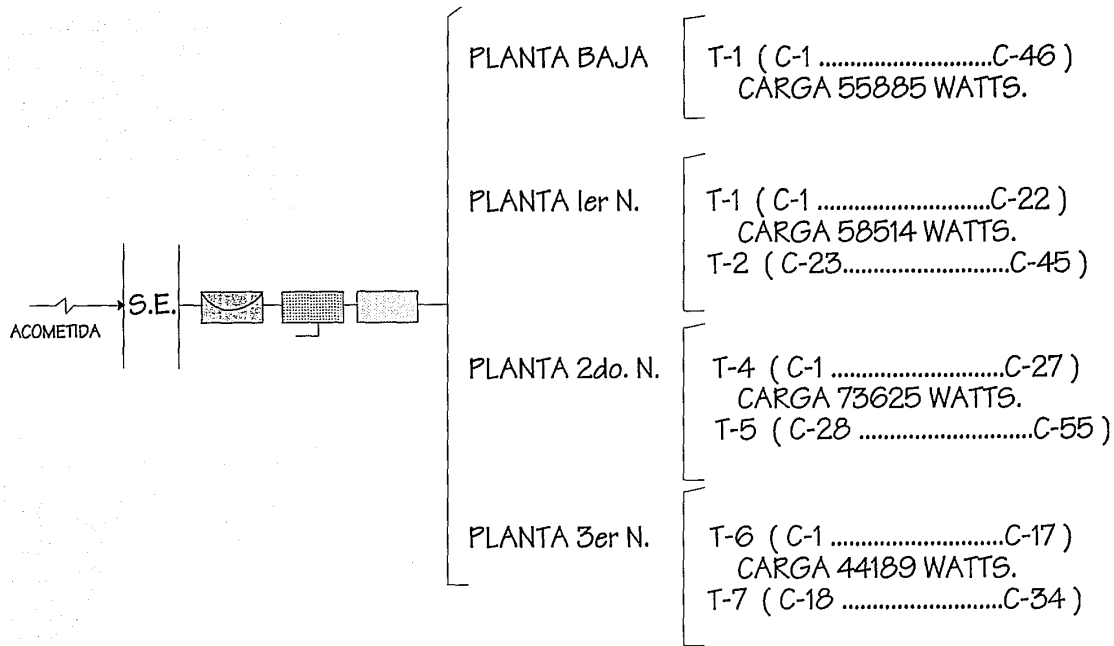 ACOMETIDA
S.E.
PLANTA BAJA
T-1 ( C-1 ..........................C-46 )
CARGA 55885 WATTS.
PLANTA 1er N.
T-1 ( C-1 ..........................C-22 )
CARGA 58514 WATTS.
T-2 ( C-23..........................C-45 )
PLANTA 2do. N.
T-4 ( C-1 ..........................C-27 )
CARGA 73625 WATTS.
T-5 ( C-28 ..........................C-55 )
PLANTA 3er N.
T-6 ( C-1 ..........................C-17 )
CARGA 44189 WATTS.
T-7 ( C-18 ........................C-34 )